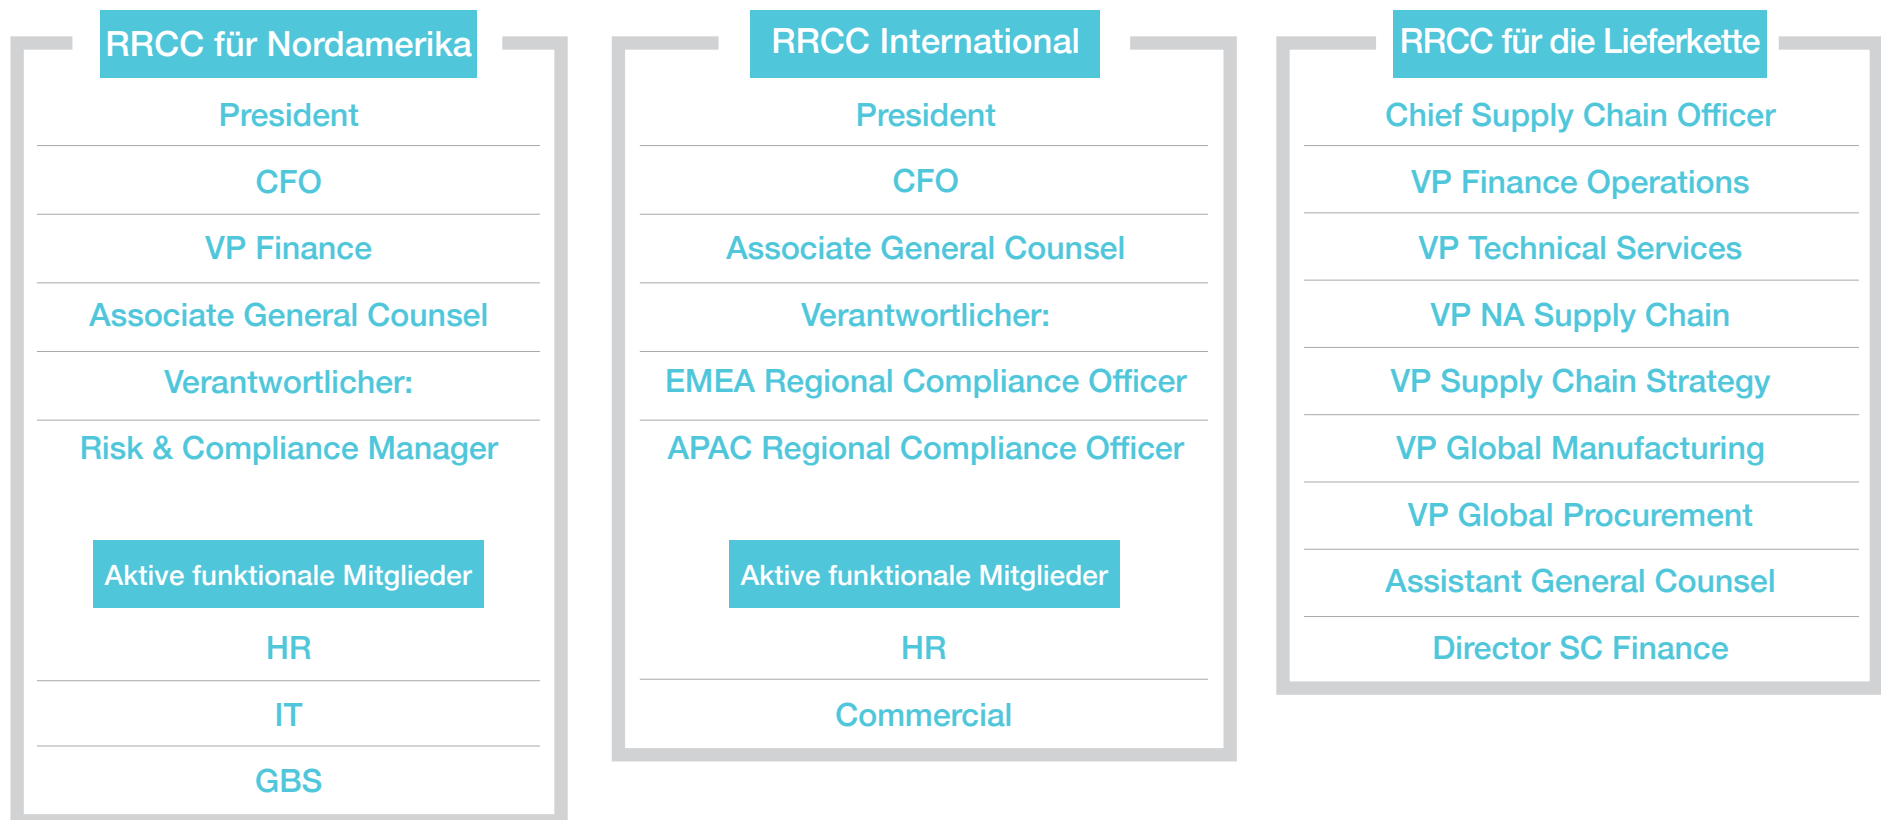 RRCC für Nordamerika
President
CFO
VP Finance
Associate General Counsel
Verantwortlicher:
Risk & Compliance Manager
Aktive funktionale Mitglieder
HR
IT
GBS
RRCC International
President
CFO
Associate General Counsel
Verantwortlicher:
EMEA Regional Compliance Officer
APAC Regional Compliance Officer
Aktive funktionale Mitglieder
HR
Commercial
RRCC für die Lieferkette
Chief Supply Chain Officer
VP Finance Operations
VP Technical Services
VP NA Supply Chain
VP Supply Chain Strategy
VP Global Manufacturing
VP Global Procurement
Assistant General Counsel
Director SC Finance